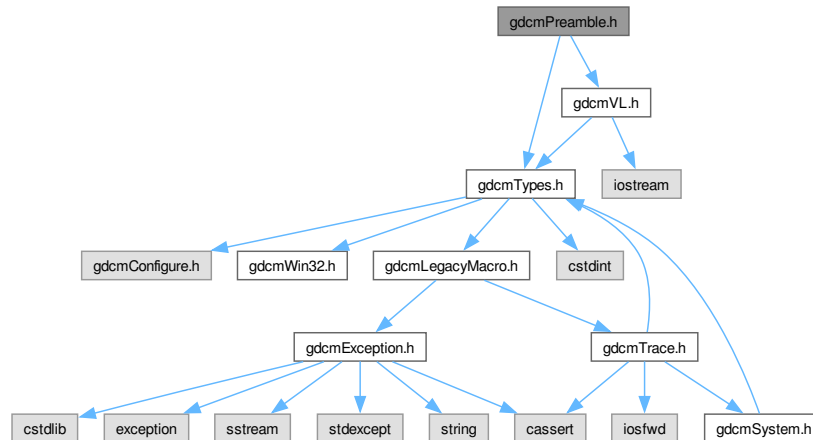 gdcmPreamble.h
gdcmVL.h
gdcmTypes.h
iostream
gdcmConfigure.h
gdcmWin32.h
gdcmLegacyMacro.h
cstdint
gdcmException.h
gdcmTrace.h
cstdlib
exception
sstream
stdexcept
string
cassert
iosfwd
gdcmSystem.h